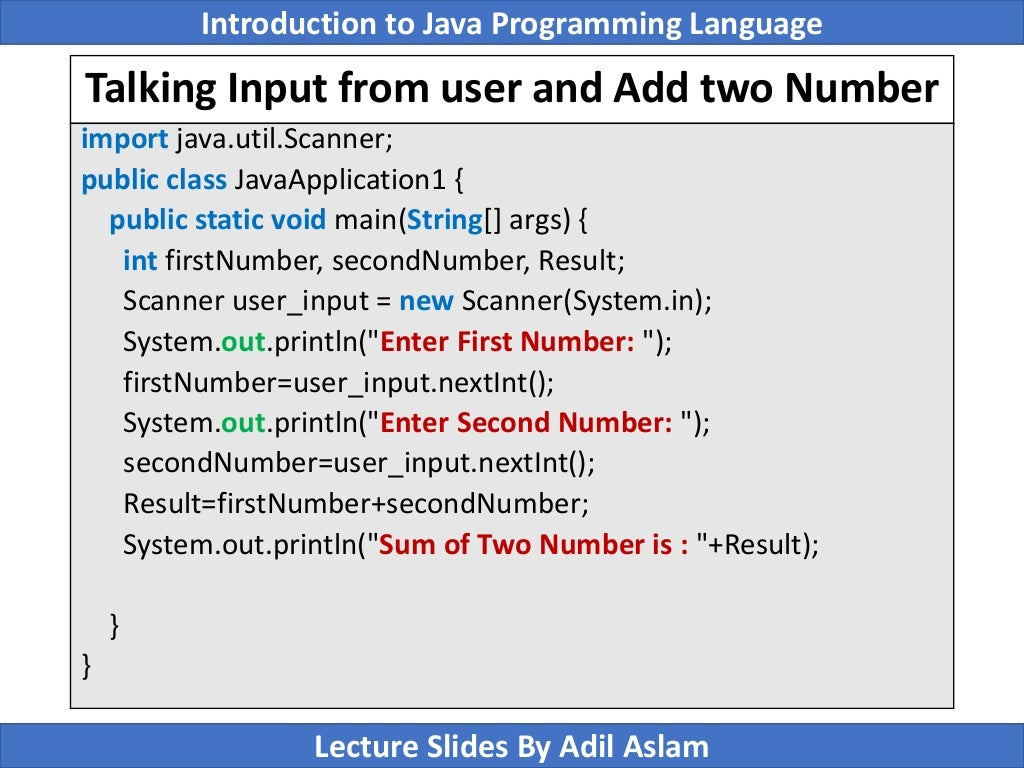 Introduction to Java Programming Language
Talking Input from user and Add two Number
import java.util.Scanner;
public class JavaApplication1 {
public static void main(String[] args) {
int firstNumber, secondNumber, Result;
Scanner user_input = new Scanner(System.in);
System.out.println("Enter First Number: ");
firstNumber=user_input.nextInt();
System.out.println("Enter Second Number: ");
secondNumber=user_input.nextInt();
Result=firstNumber+secondNumber;
System.out.println("Sum of Two Number is : "+Result);
}
}
Lecture Slides By Adil Aslam